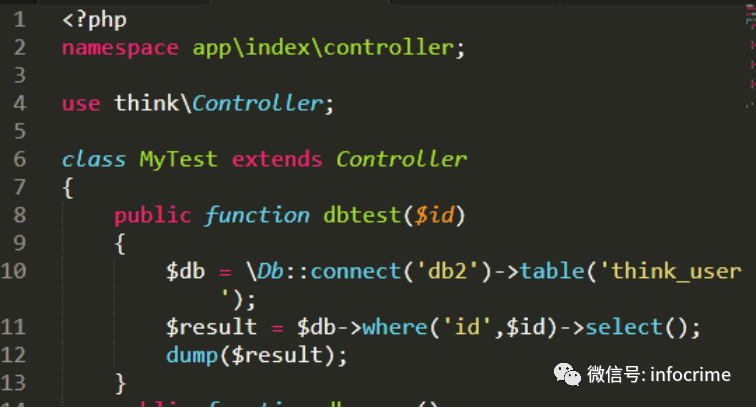 1 <?php
2 namespace app\index\controller;
3
4 use think\Controller;
5
6 class MyTest extends Controller
7 {
8 public function dbtest($id)
9 {
10 $db = \Db::connect('db2')->table('think_user
');
11 $result = $db->where('id',$id)->select();
12 dump($result);
13 }
微信号: infocrime